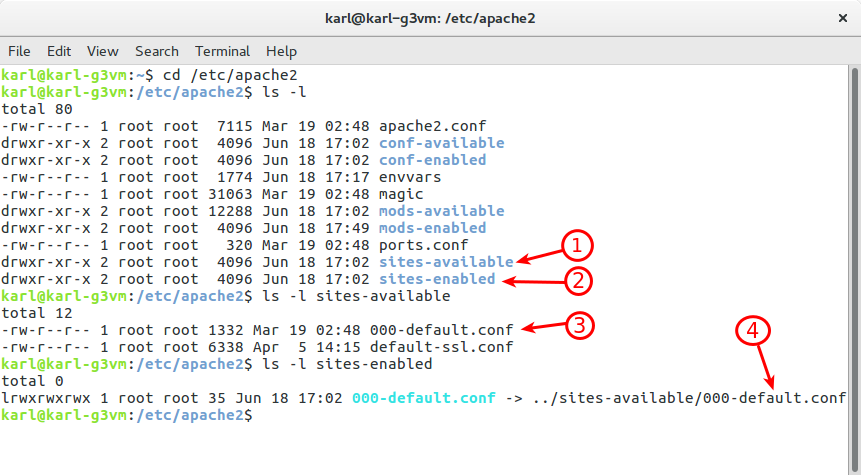 karl@karl-g3vm: /etc/apache2 ×
File Edit View Search Terminal Help
karl@karl-g3vm:~$ cd /etc/apache2
karl@karl-g3vm:/etc/apache2$ ls -l
total 80
-rw-r--r-- 1 root root  7115 Mar 19 02:48 apache2.conf
drwxr-xr-x 2 root root  4096 Jun 18 17:02 conf-available
drwxr-xr-x 2 root root  4096 Jun 18 17:02 conf-enabled
-rw-r--r-- 1 root root  1774 Jun 18 17:17 envvars
-rw-r--r-- 1 root root 31063 Mar 19 02:48 magic
drwxr-xr-x 2 root root 12288 Jun 18 17:02 mods-available
drwxr-xr-x 2 root root  4096 Jun 18 17:49 mods-enabled
-rw-r--r-- 1 root root   320 Mar 19 02:48 ports.conf
drwxr-xr-x 2 root root  4096 Jun 18 17:02 sites-available 1
drwxr-xr-x 2 root root  4096 Jun 18 17:02 sites-enabled 2
karl@karl-g3vm:/etc/apache2$ ls -l sites-available
total 12
-rw-r--r-- 1 root root 1332 Mar 19 02:48 000-default.conf 3
-rw-r--r-- 1 root root 6338 Apr  5 14:15 default-ssl.conf
karl@karl-g3vm:/etc/apache2$ ls -l sites-enabled
total 0
lrwxrwxrwx 1 root root 35 Jun 18 17:02 000-default.conf -> ../sites-available/000-default.conf 4
karl@karl-g3vm:/etc/apache2$